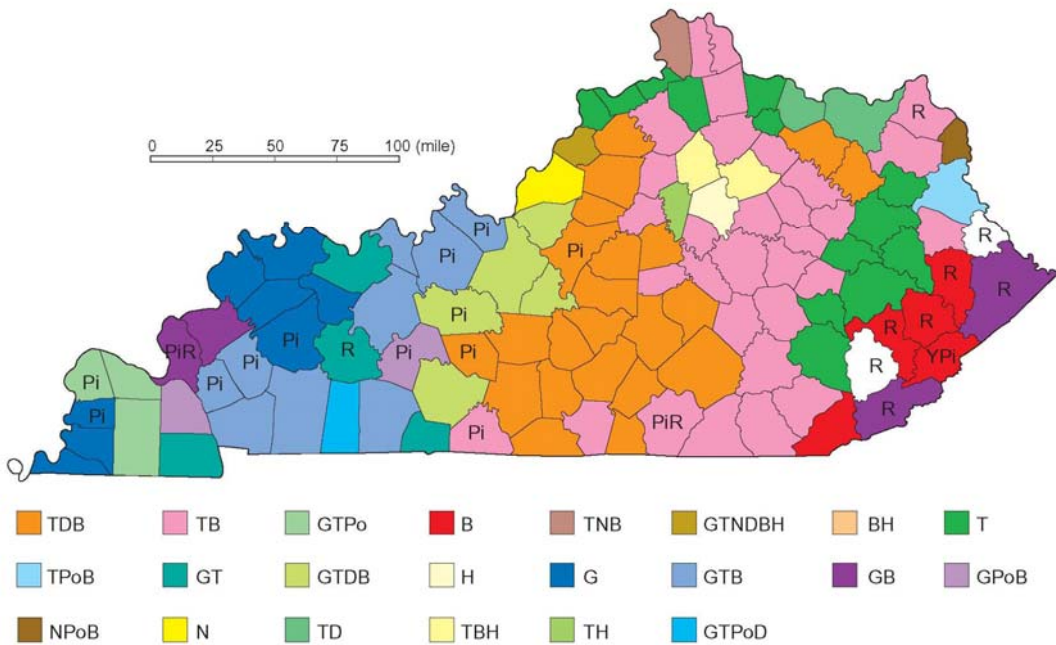 R
0 25 50 75 100 (mile)
R
Pi
Pi
Pi
R
R
Pi
R
Pi
R
R
PiR
Pi
R
Pi
Pi
YPi
Pi
Pi
R
Pi
R
Pi
Pi
PiR
TDB TB GTPo B TNB GTNDBH BH T
TPoB GT GTDB H G GTB GB GPoB
NPoB N TD TBH TH GTPoD